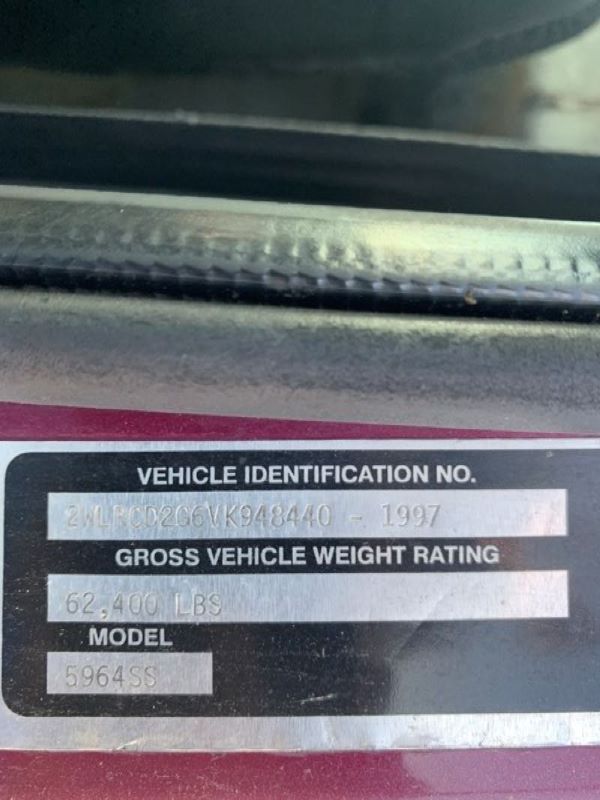 VEHICLE IDENTIFICATION NO.
2WLRCD2G6VK948440 - 1997
GROSS VEHICLE WEIGHT RATING
62,400 LBS
MODEL
5964SS